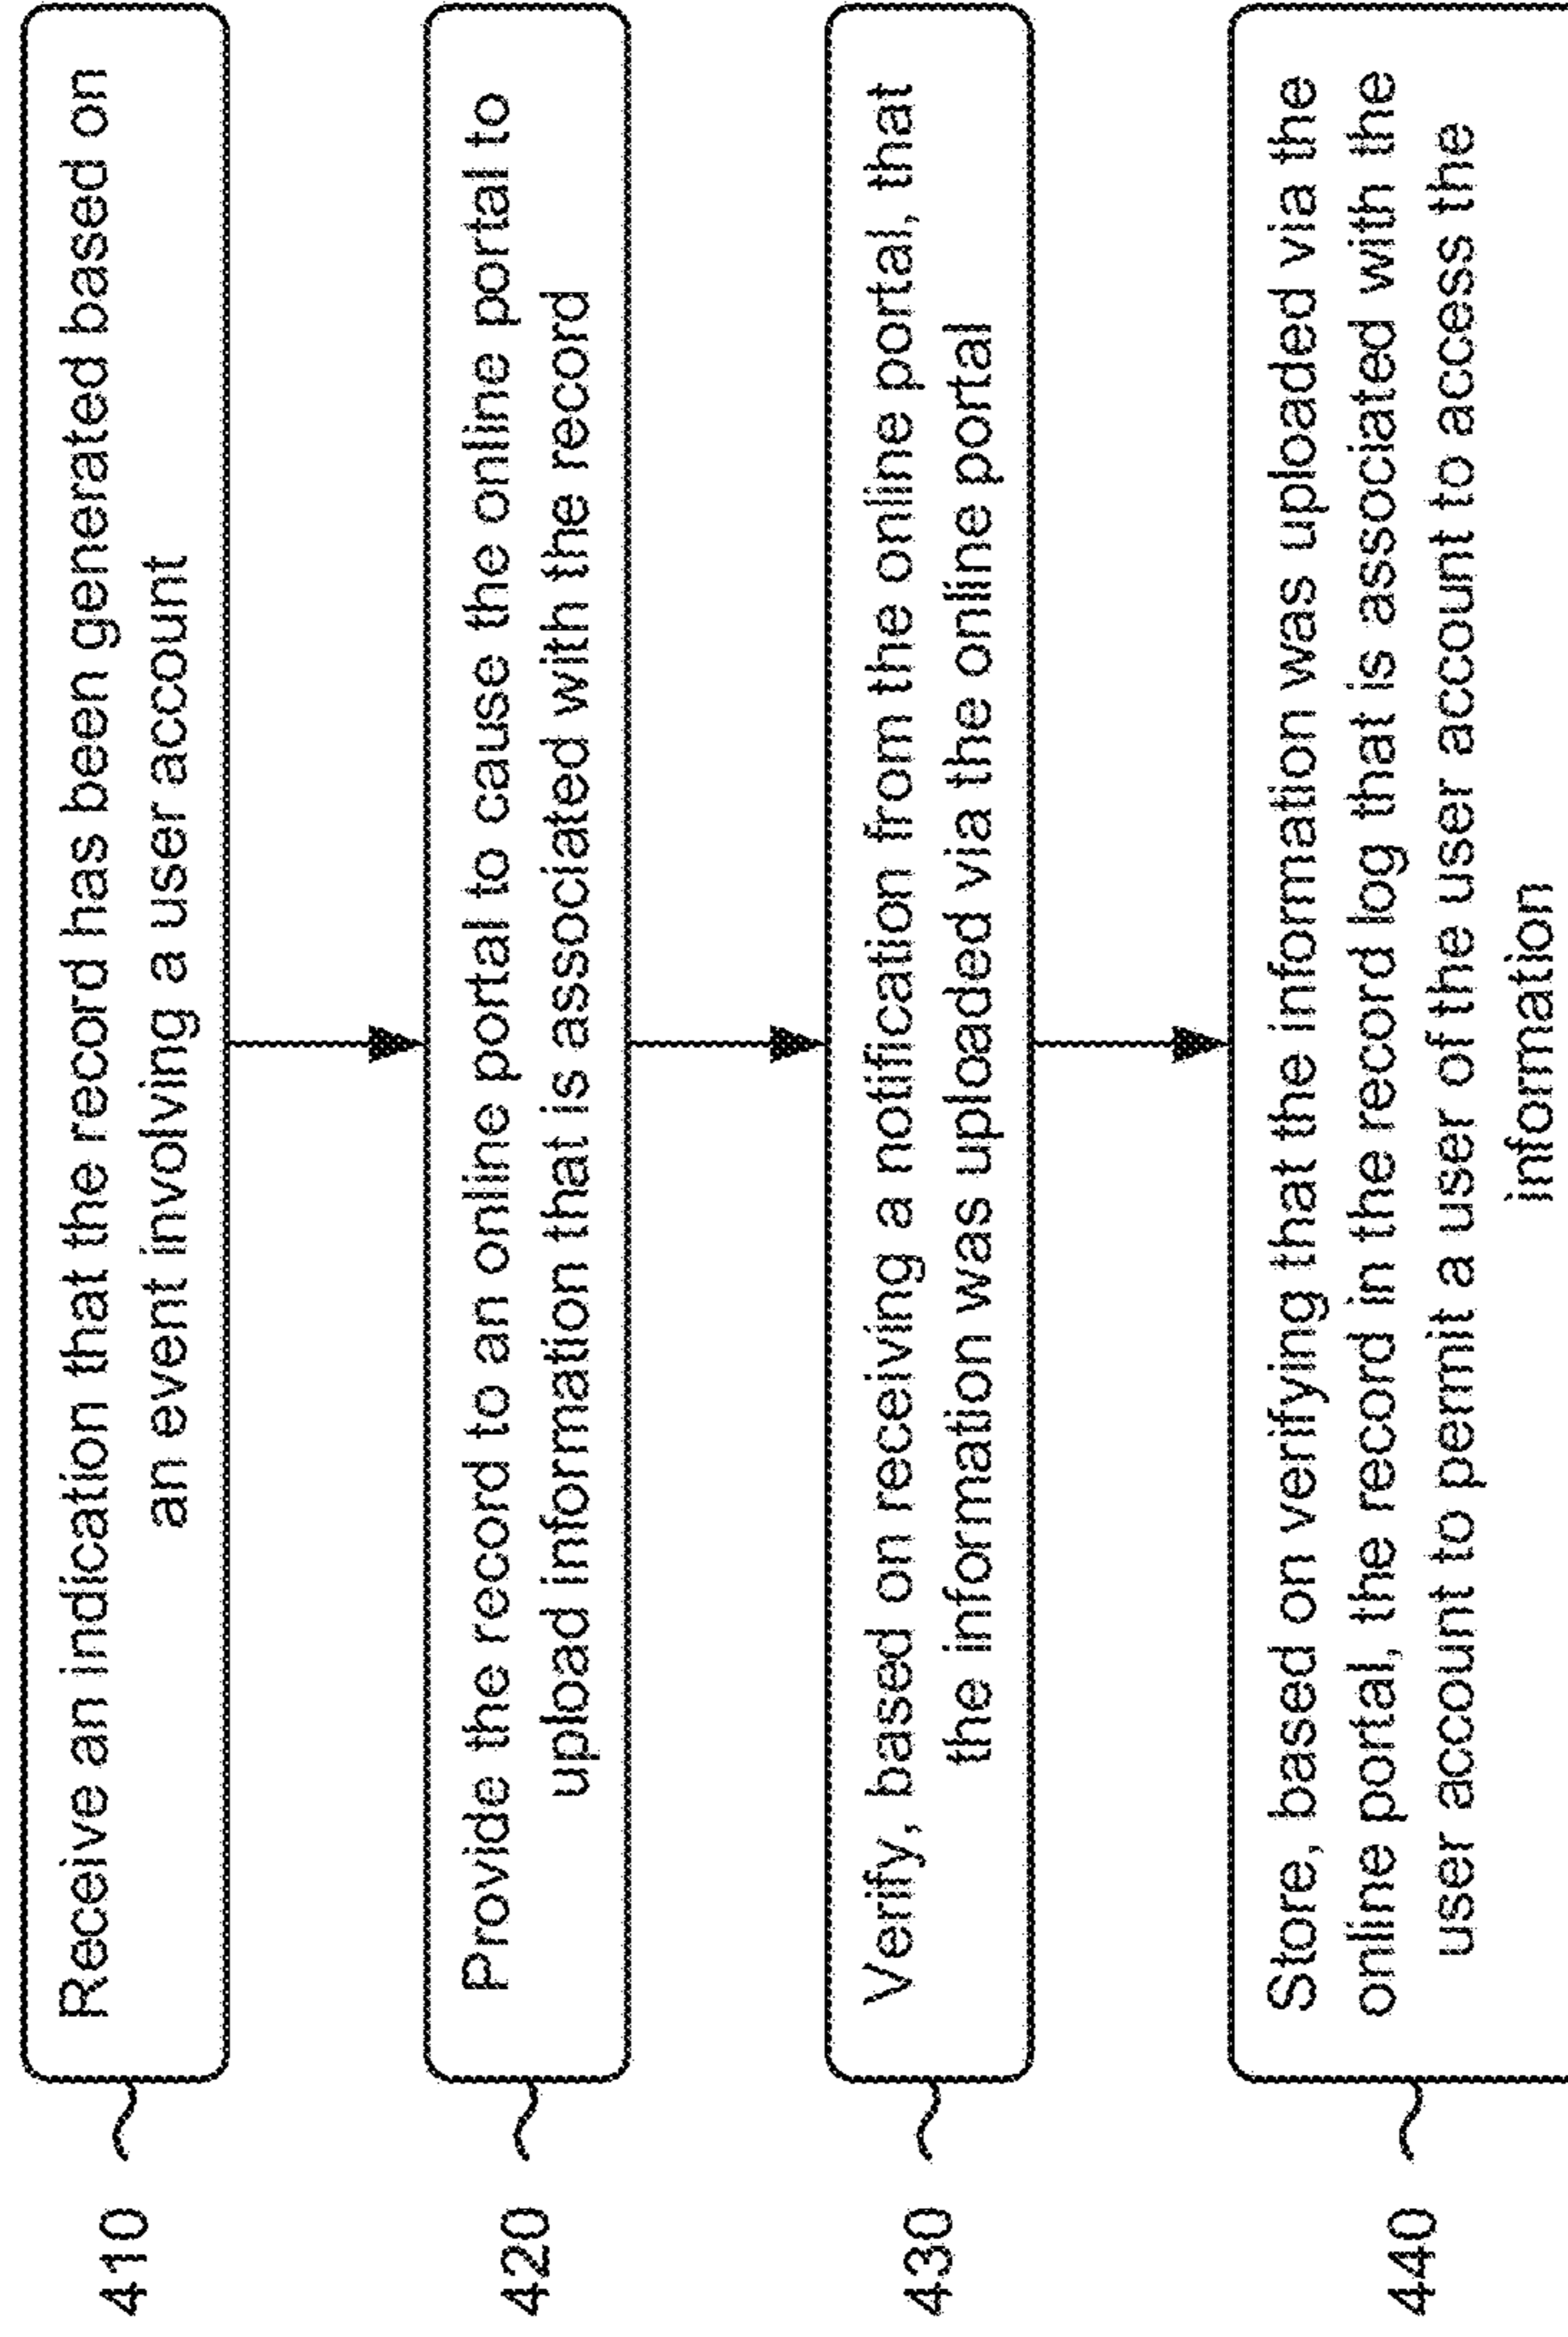 410
Receive an indication that the record has been generated based on
an event involving a user account
420
Provide the record to an online portal to cause the online portal to
upload information that is associated with the record
430
Verify, based on receiving a notification from the online portal, that
the information was uploaded via the online portal
440
Store, based on verifying that the information was uploaded via the
online portal, the record in the record log that is associated with the
user account to permit a user of the user account to access the
information